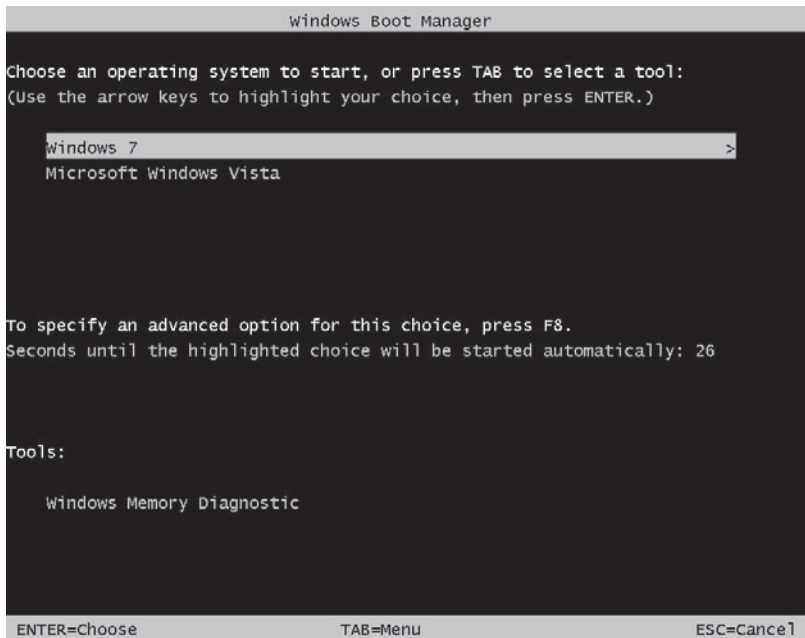 Windows Boot Manager
Choose an operating system to start, or press TAB to select a tool:
(Use the arrow keys to highlight your choice, then press ENTER.)
Windows 7 >
Microsoft Windows Vista
To specify an advanced option for this choice, press F8.
Seconds until the highlighted choice will be started automatically: 26
Tools:
Windows Memory Diagnostic
ENTER=Choose TAB=Menu ESC=Cancel